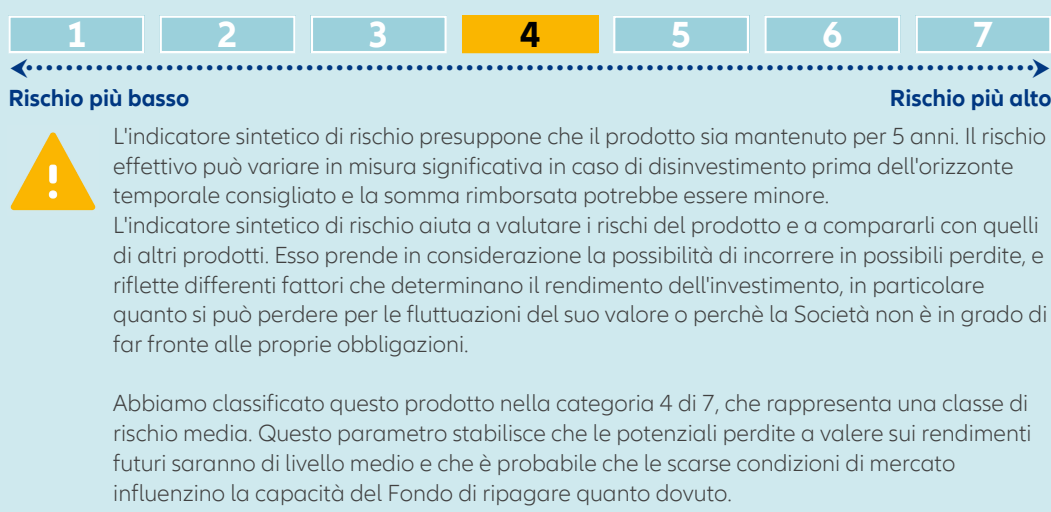 1 2 3 4 5 6 7
Rischio più basso Rischio più alto
L'indicatore sintetico di rischio presuppone che il prodotto sia mantenuto per 5 anni. Il rischio
effettivo può variare in misura significativa in caso di disinvestimento prima dell'orizzonte
temporale consigliato e la somma rimborsata potrebbe essere minore.
L'indicatore sintetico di rischio aiuta a valutare i rischi del prodotto e a compararli con quelli
di altri prodotti. Esso prende in considerazione la possibilità di incorrere in possibili perdite, e
riflette differenti fattori che determinano il rendimento dell'investimento, in particolare
quanto si può perdere per le fluttuazioni del suo valore o perchè la Società non è in grado di
far fronte alle proprie obbligazioni.
Abbiamo classificato questo prodotto nella categoria 4 di 7, che rappresenta una classe di
rischio media. Questo parametro stabilisce che le potenziali perdite a valere sui rendimenti
futuri saranno di livello medio e che è probabile che le scarse condizioni di mercato
influenzino la capacità del Fondo di ripagare quanto dovuto.